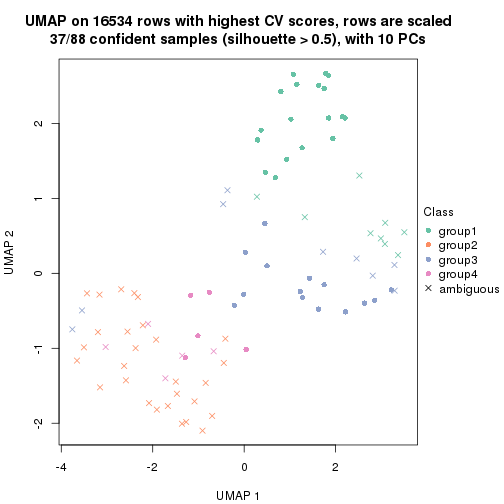 UMAP on 16534 rows with highest CV scores, rows are scaled
37/88 confident samples (silhouette > 0.5), with 10 PCs
UMAP 2
2
1
0
-1
-2
-4
-2
0
2
UMAP 1
Class
group1
group2
group3
group4
ambiguous